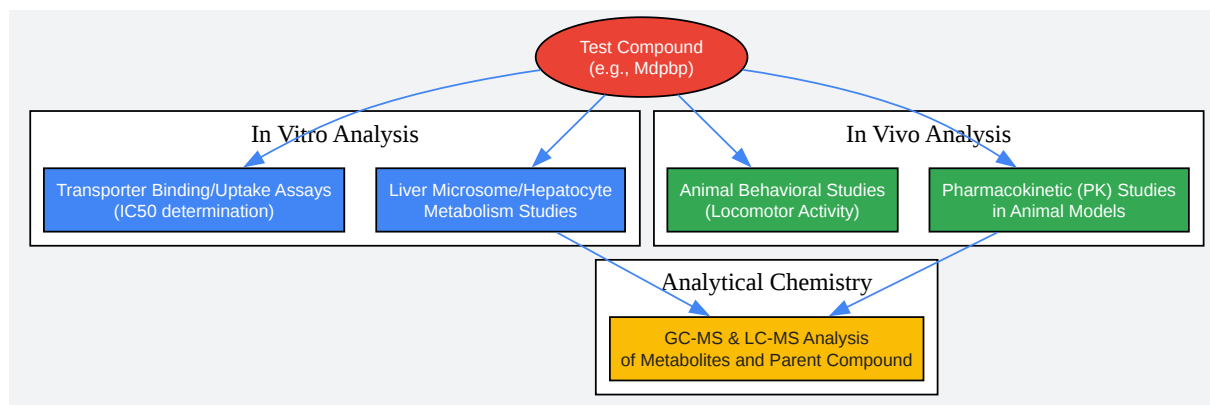 Test Compound
(e.g., Mdpbp)
In Vitro Analysis
In Vivo Analysis
Transporter Binding/Uptake Assays
(IC50 determination)
Liver Microsome/Hepatocyte
Metabolism Studies
Animal Behavioral Studies
(Locomotor Activity)
Pharmacokinetic (PK) Studies
in Animal Models
Analytical Chemistry
GC-MS & LC-MS Analysis
of Metabolites and Parent Compound